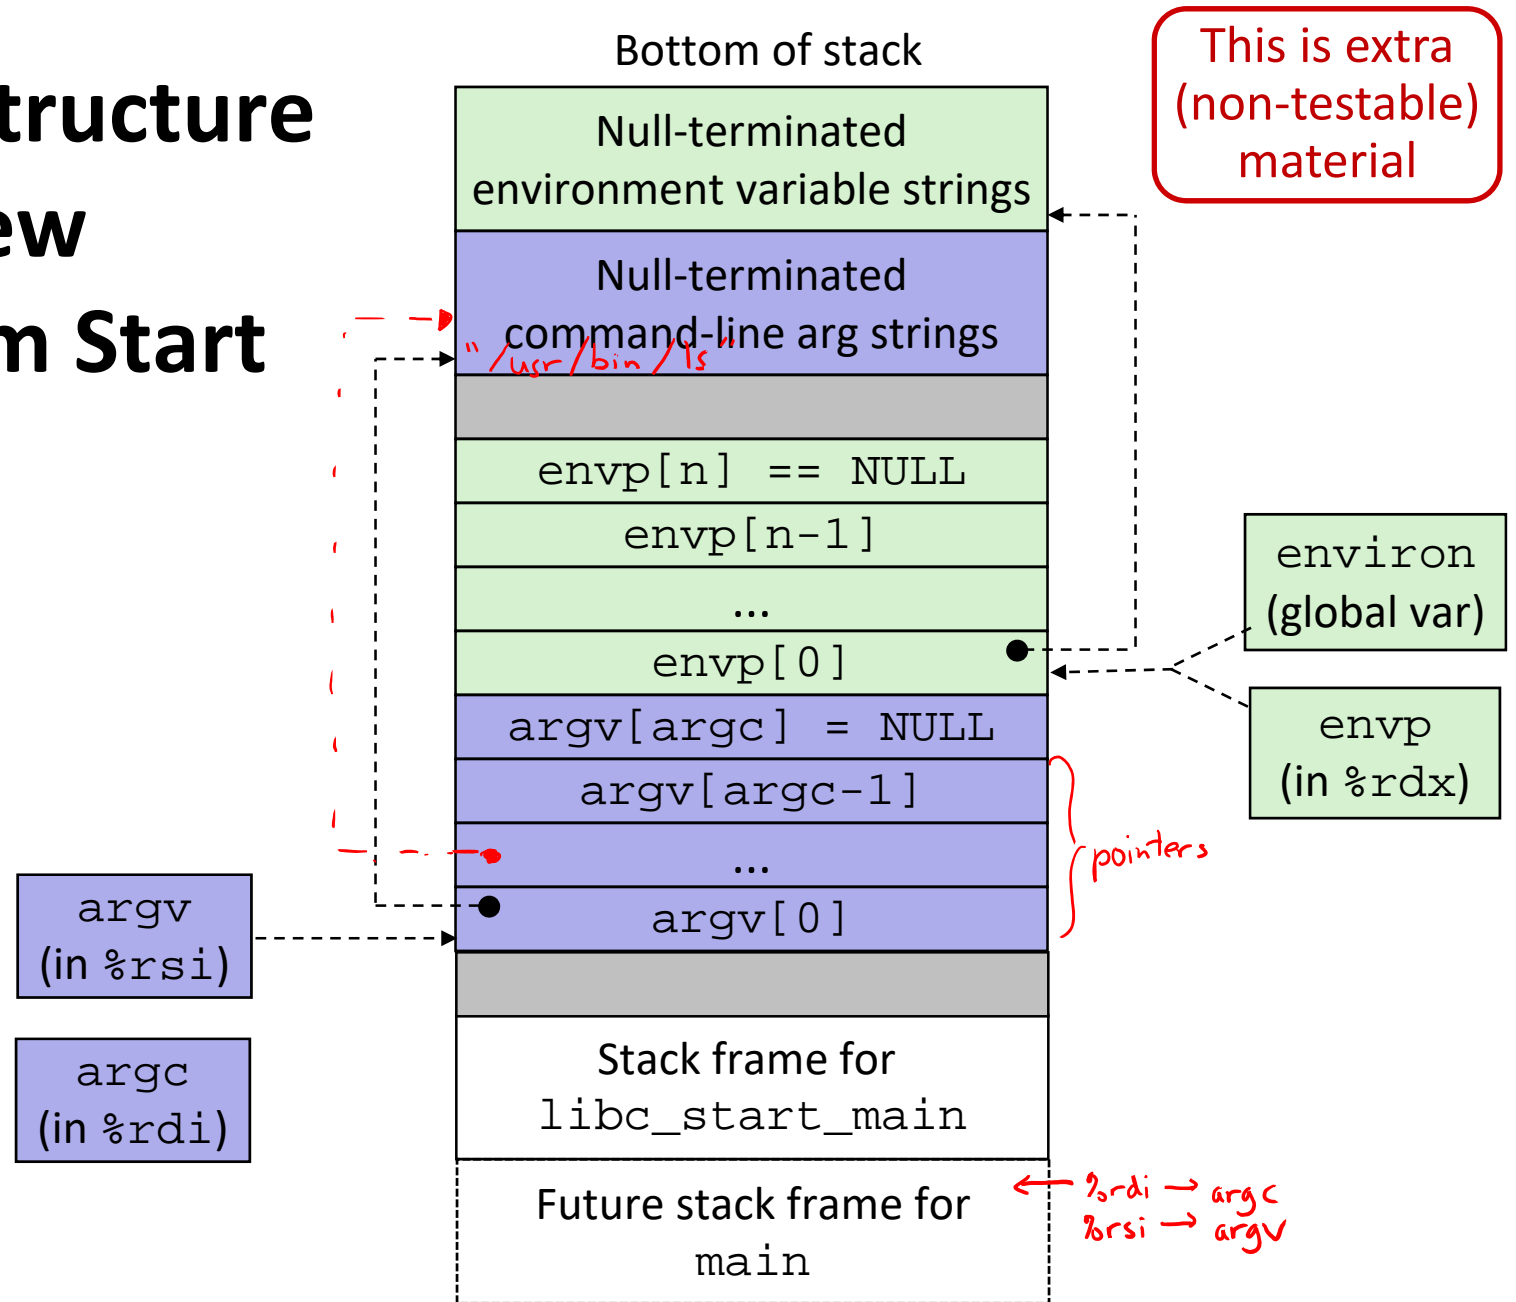 tructure
ew
m Start
Bottom of stack
This is extra
(non-testable)
material
Null-terminated
environment variable strings
Null-terminated
command-line arg strings
"/usr/bin/ls"
envp[n] == NULL
envp[n-1]
...
envp[0]
environ
(global var)
argv[argc] = NULL
envp
(in %rdx)
argv[argc-1]
...
pointers
argv[0]
argv
(in %rsi)
argc
(in %rdi)
Stack frame for
libc_start_main
Future stack frame for
main
← %rdi → argc
%rsi → argv